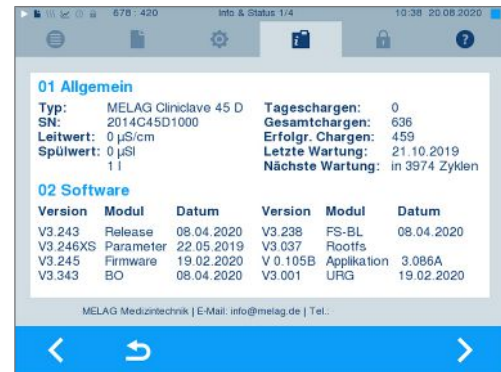 678 : 420 Info & Status 1/4 10:38 20.08.2020
01 Allgemein
Typ: MELAG Cliniclave 45 D Tageschargen: 0
SN: 2014C45D1000 Gesamtchargen: 636
Leitwert: 0 µS/cm Erfolgr. Chargen: 459
Spülwert: 0 µSl Letzte Wartung: 21.10.2019
1 l Nächste Wartung: in 3974 Zyklen
02 Software
Version Modul Datum Version Modul Datum
V3.243 Release 08.04.2020 V3.238 FS-BL 08.04.2020
V3.246XS Parameter 22.05.2019 V3.037 Rootfs
V3.245 Firmware 19.02.2020 V 0.105B Applikation 3.086A
V3.343 BO 08.04.2020 V3.001 URG 19.02.2020
MELAG Medizintechnik | E-Mail: info@melag.de | Tel.: